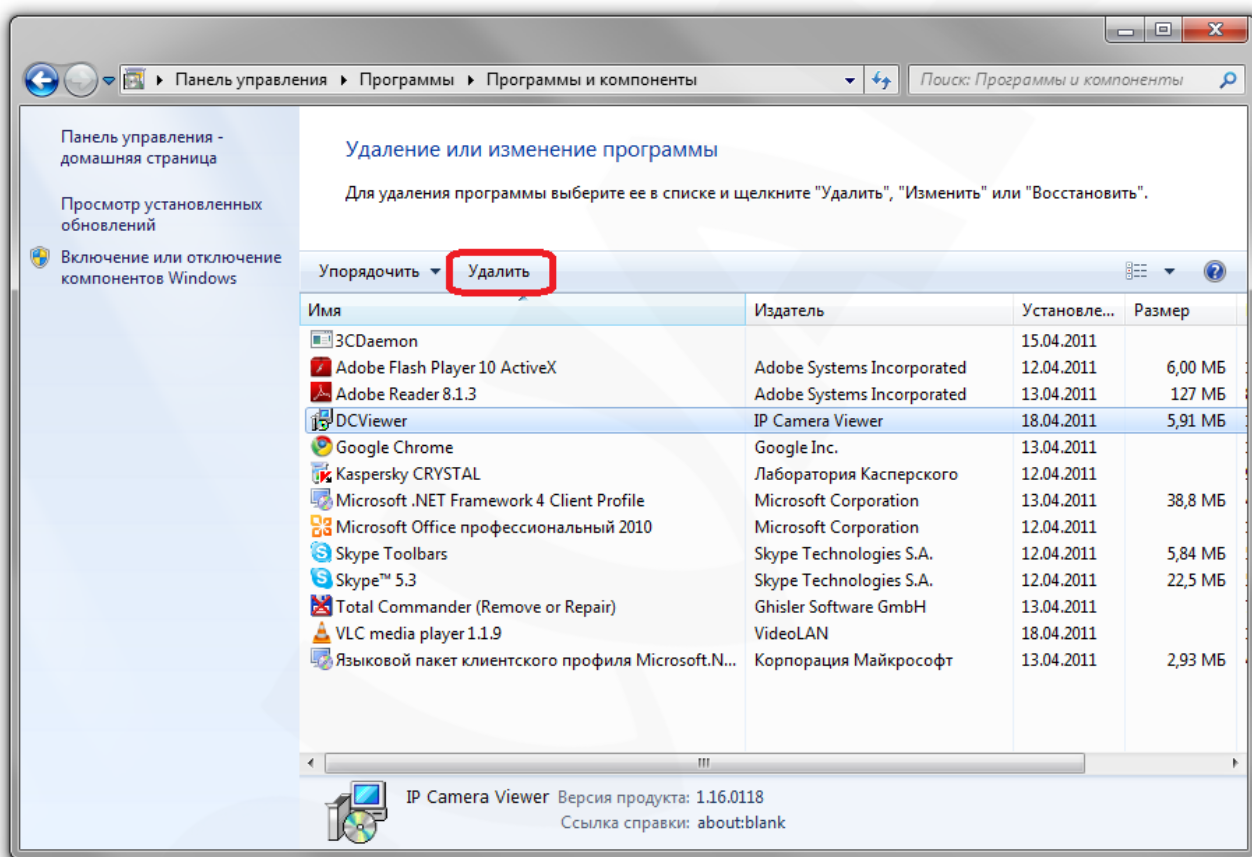 Панель управления ▸ Программы ▸ Программы и компоненты
Поиск: Программы и компоненты
Панель управления -
домашняя страница
Просмотр установленных
обновлений
Включение или отключение
компонентов Windows
Удаление или изменение программы
Для удаления программы выберите ее в списке и щелкните "Удалить", "Изменить" или "Восстановить".
Упорядочить Удалить
Имя Издатель Установле... Размер
3CDaemon 15.04.2011
Adobe Flash Player 10 ActiveX Adobe Systems Incorporated 12.04.2011 6,00 МБ
Adobe Reader 8.1.3 Adobe Systems Incorporated 13.04.2011 127 МБ
DCViewer IP Camera Viewer 18.04.2011 5,91 МБ
Google Chrome Google Inc. 13.04.2011
Kaspersky CRYSTAL Лаборатория Касперского 12.04.2011
Microsoft .NET Framework 4 Client Profile Microsoft Corporation 13.04.2011 38,8 МБ
Microsoft Office профессиональный 2010 Microsoft Corporation 12.04.2011
Skype Toolbars Skype Technologies S.A. 12.04.2011 5,84 МБ
Skype™ 5.3 Skype Technologies S.A. 12.04.2011 22,5 МБ
Total Commander (Remove or Repair) Ghisler Software GmbH 13.04.2011
VLC media player 1.1.9 VideoLAN 18.04.2011
Языковой пакет клиентского профиля Microsoft.N... Корпорация Майкрософт 13.04.2011 2,93 МБ
IP Camera Viewer Версия продукта: 1.16.0118
Ссылка справки: about:blank